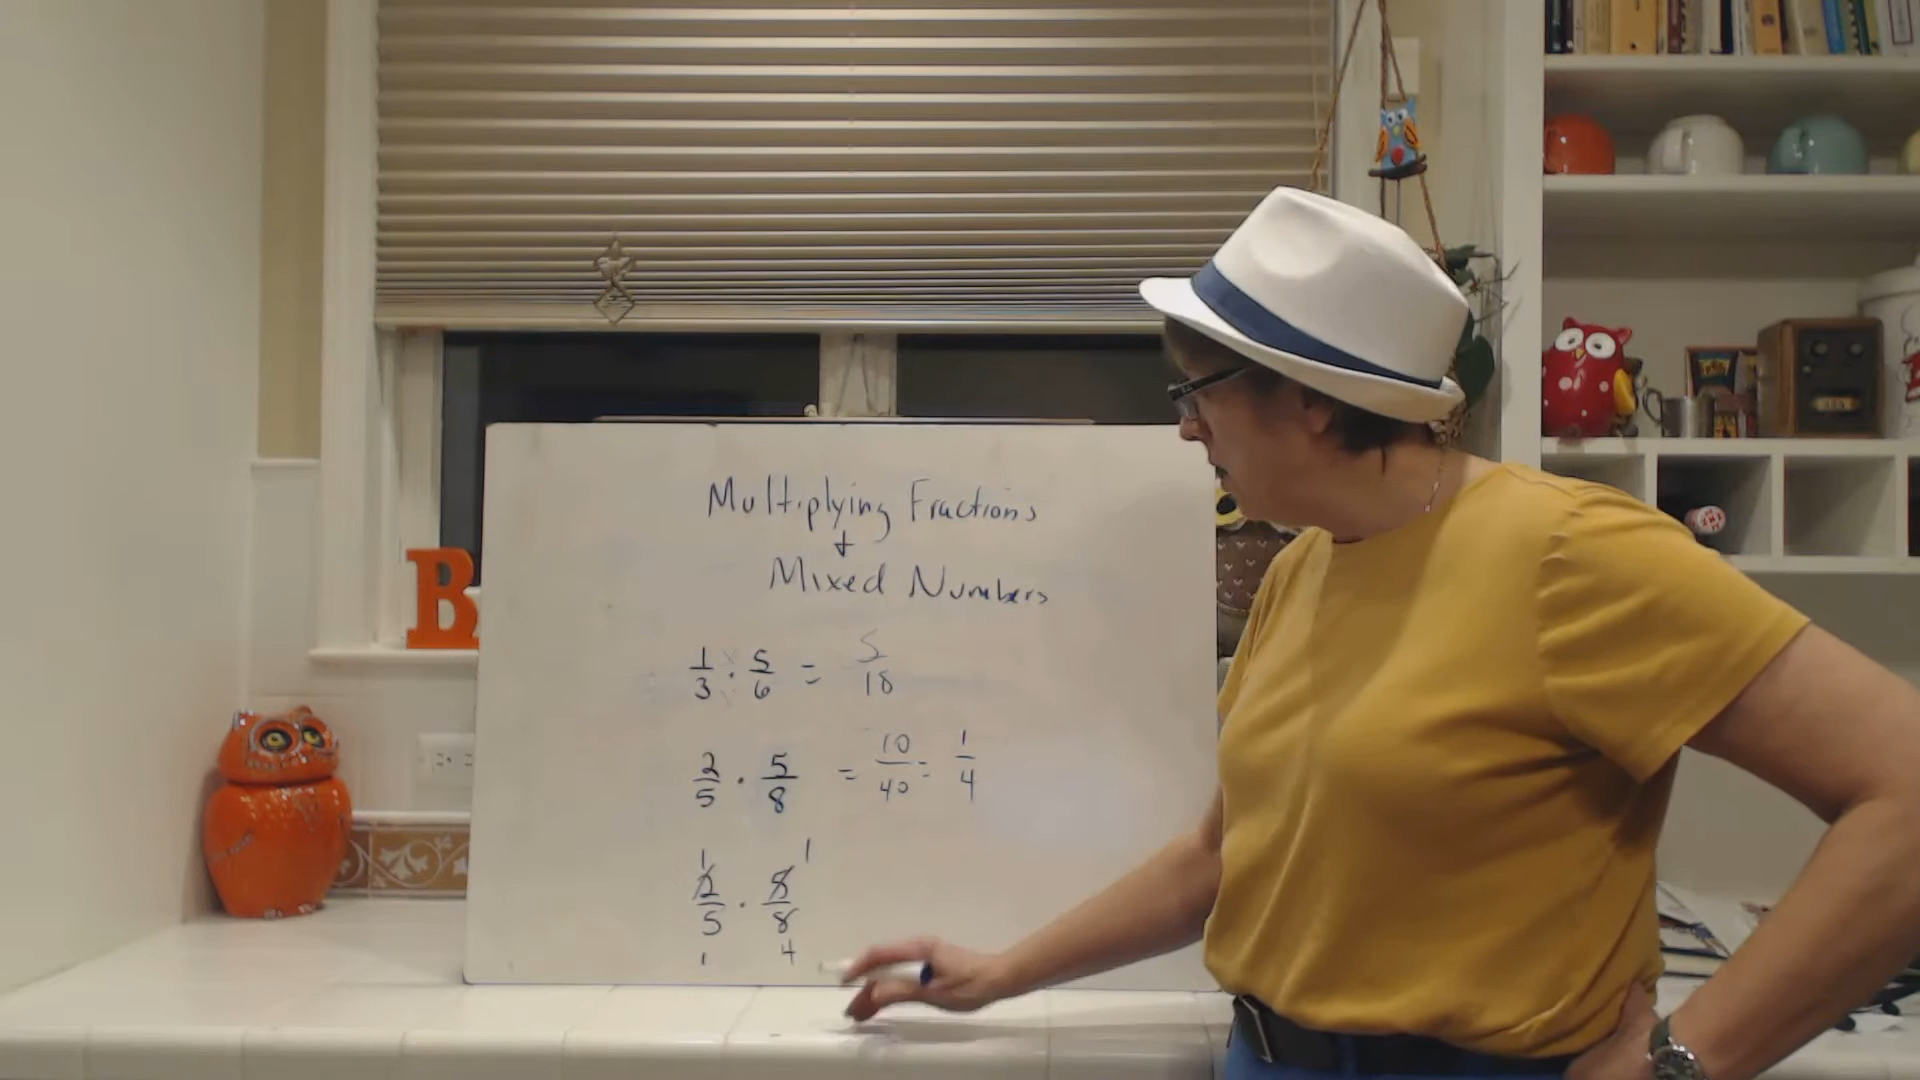 Multiplying Fractions
+
Mixed Numbers
1/3 · 5/6 = 5/18
2/5 · 5/8 = 10/40 = 1/4
1 1
2/5 · 5/8
1 4
B